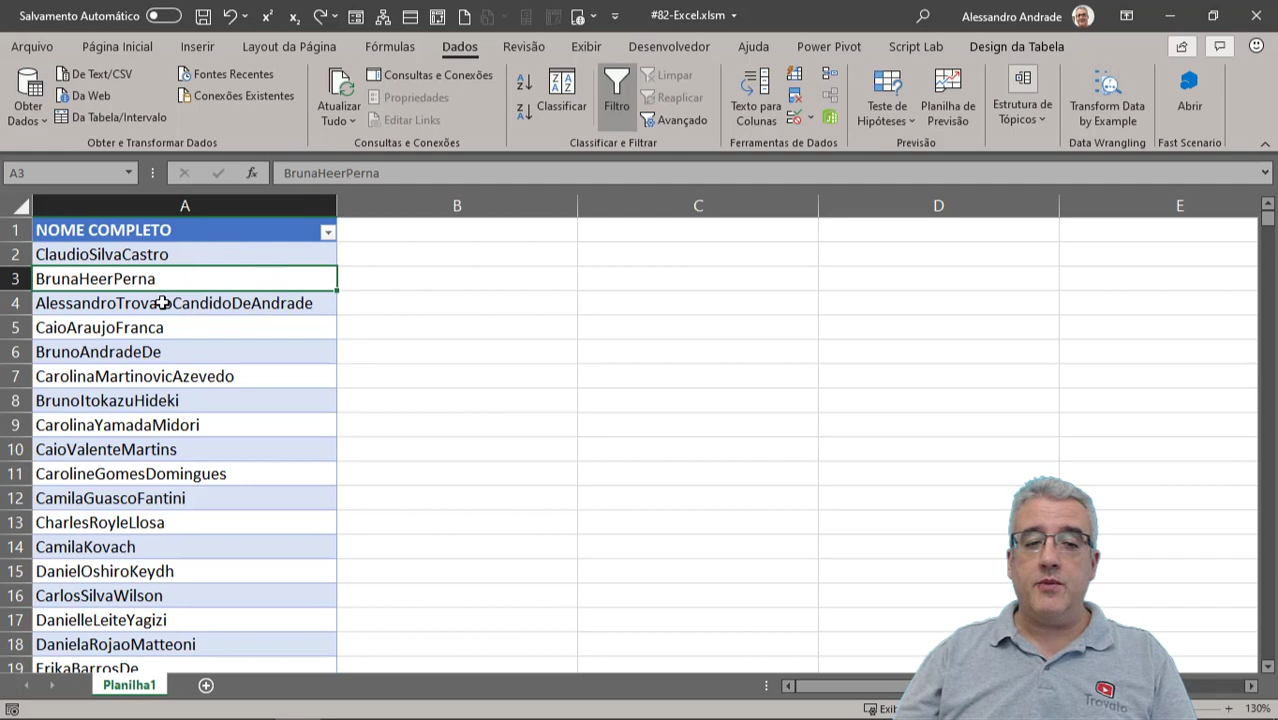 Salvamento Automático
#82-Excel.xlsm
Alessandro Andrade
Arquivo Página Inicial Inserir Layout da Página Fórmulas Dados Revisão Exibir Desenvolvedor Ajuda Power Pivot Script Lab Design da Tabela
Obter Dados
De Text/CSV
Da Web
Da Tabela/Intervalo
Fontes Recentes
Conexões Existentes
Obter e Transformar Dados
Atualizar Tudo
Consultas e Conexões
Propriedades
Editar Links
Consultas e Conexões
Classificar
Filtro
Limpar
Reaplicar
Avançado
Classificar e Filtrar
Texto para Colunas
Ferramentas de Dados
Teste de Hipóteses
Planilha de Previsão
Previsão
Estrutura de Tópicos
Transform Data by Example
Data Wrangling
Abrir
Fast Scenario
A3
fx
BrunaHeerPerna
A B C D E
1 NOME COMPLETO
2 ClaudioSilvaCastro
3 BrunaHeerPerna
4 AlessandroTrovatoCandidoDeAndrade
5 CaioAraujoFranca
6 BrunoAndradeDe
7 CarolinaMartinovicAzevedo
8 BrunoItokazuHideki
9 CarolinaYamadaMidori
10 CaioValenteMartins
11 CarolineGomesDomingues
12 CamilaGuascoFantini
13 CharlesRoyleLlosa
14 CamilaKovach
15 DanielOshiroKeydh
16 CarlosSilvaWilson
17 DanielleLeiteYagizi
18 DanielaRojaoMatteoni
19 ErikaBarrosDe
Planilha1
Trovato
130%